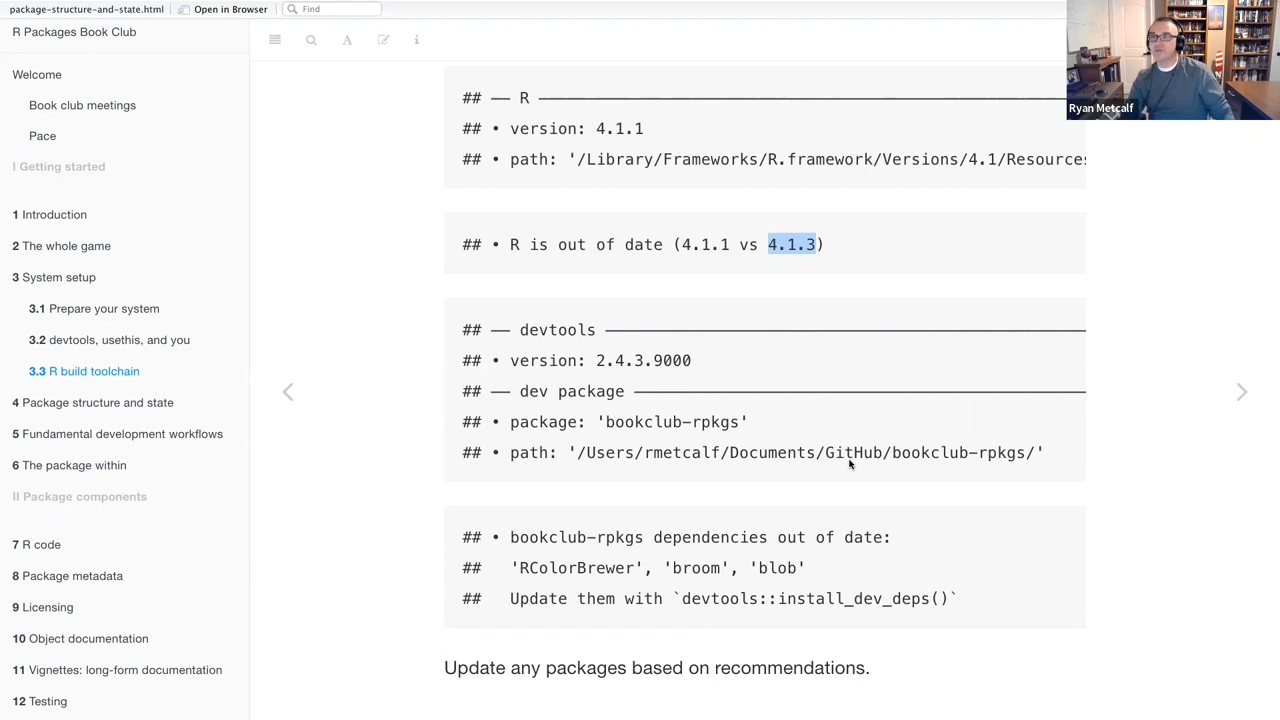 package-structure-and-state.html Open in Browser Find
R Packages Book Club
Welcome
Book club meetings
Pace
I Getting started
1 Introduction
2 The whole game
3 System setup
3.1 Prepare your system
3.2 devtools, usethis, and you
3.3 R build toolchain
4 Package structure and state
5 Fundamental development workflows
6 The package within
II Package components
7 R code
8 Package metadata
9 Licensing
10 Object documentation
11 Vignettes: long-form documentation
12 Testing
## ── R ──────────────────────────
## • version: 4.1.1
## • path: '/Library/Frameworks/R.framework/Versions/4.1/Resources
## • R is out of date (4.1.1 vs 4.1.3)
## ── devtools ──────────────────────────
## • version: 2.4.3.9000
## ── dev package ──────────────────────────
## • package: 'bookclub-rpkgs'
## • path: '/Users/rmetcalf/Documents/GitHub/bookclub-rpkgs/'
## • bookclub-rpkgs dependencies out of date:
##   'RColorBrewer', 'broom', 'blob'
##   Update them with `devtools::install_dev_deps()`
Update any packages based on recommendations.
Ryan Metcalf